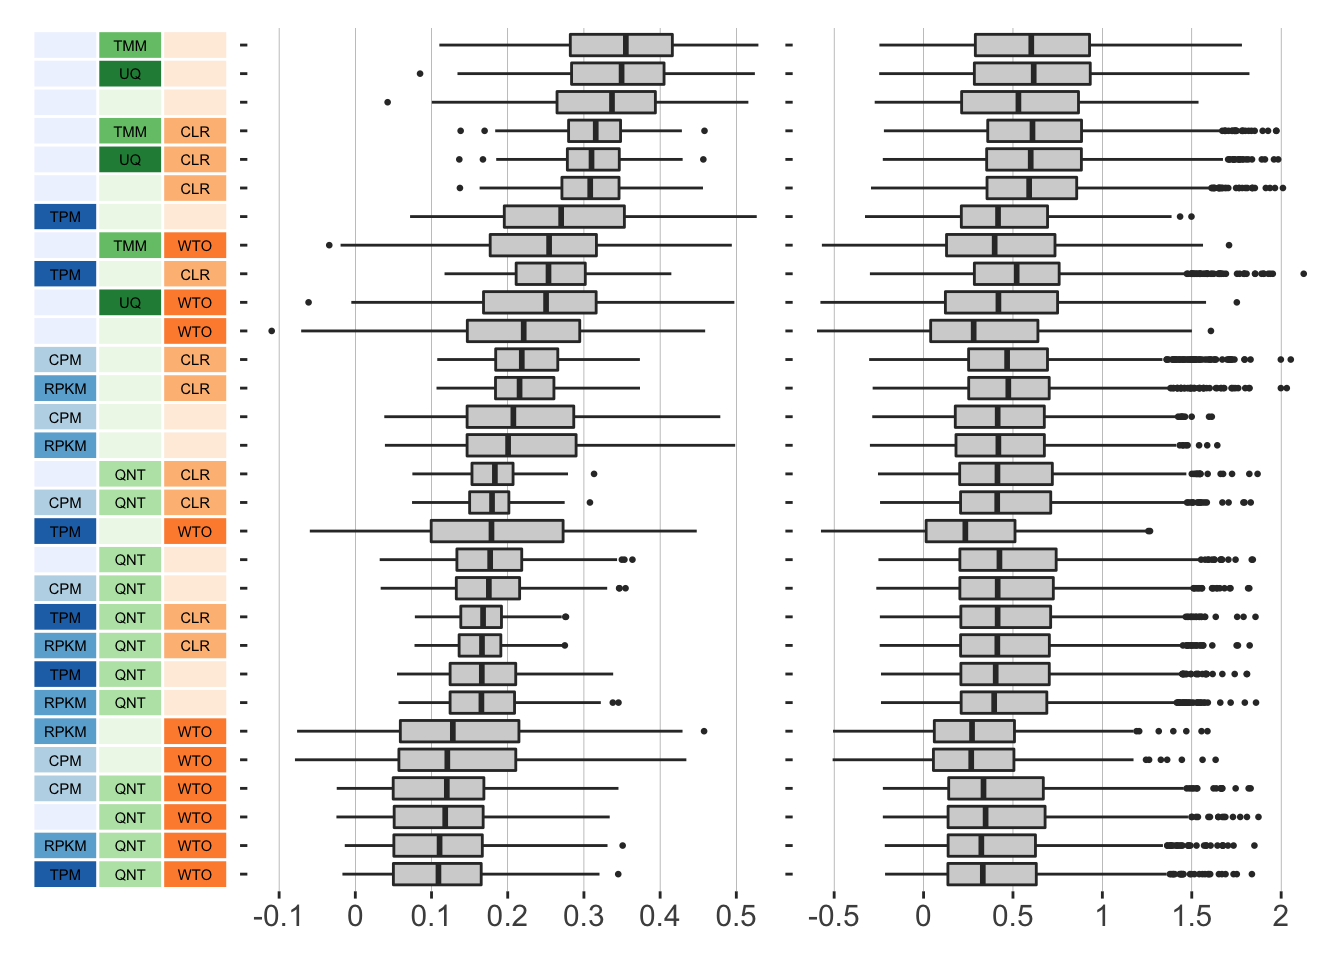 TMM
UQ
TMM CLR
UQ CLR
CLR
TPM
TMM WTO
TPM CLR
UQ WTO
WTO
CPM CLR
RPKM CLR
CPM
RPKM
QNT CLR
CPM QNT CLR
TPM WTO
QNT
CPM QNT
TPM QNT CLR
RPKM QNT CLR
TPM QNT
RPKM QNT
RPKM WTO
CPM WTO
CPM QNT WTO
QNT WTO
RPKM QNT WTO
TPM QNT WTO
-0.1 0 0.1 0.2 0.3 0.4 0.5 -0.5 0 0.5 1 1.5 2